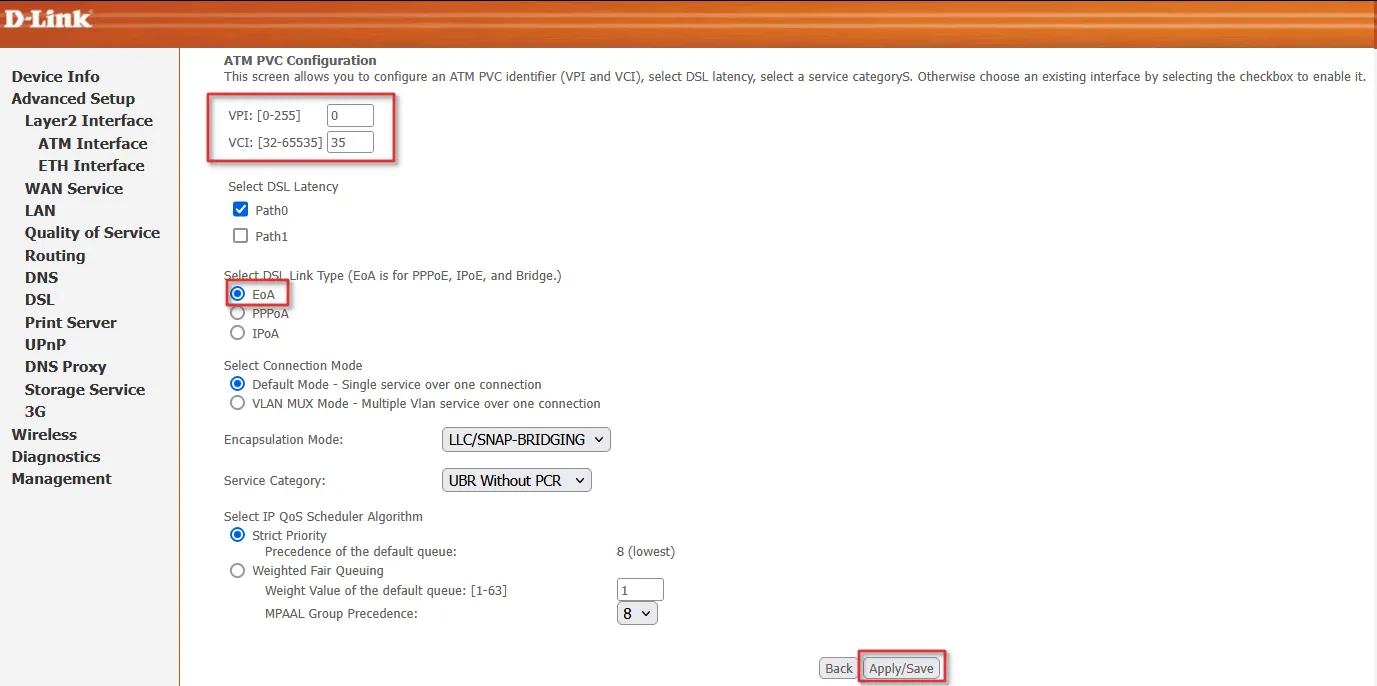 D-Link
Device Info
Advanced Setup
Layer2 Interface
ATM Interface
ETH Interface
WAN Service
LAN
Quality of Service
Routing
DNS
DSL
Print Server
UPnP
DNS Proxy
Storage Service
3G
Wireless
Diagnostics
Management
ATM PVC Configuration
This screen allows you to configure an ATM PVC identifier (VPI and VCI), select DSL latency, select a service categoryS. Otherwise choose an existing interface by selecting the checkbox to enable it.
VPI: [0-255] 0
VCI: [32-65535] 35
Select DSL Latency
Path0
Path1
Select DSL Link Type (EoA is for PPPoE, IPoE, and Bridge.)
EoA
PPPoA
IPoA
Select Connection Mode
Default Mode - Single service over one connection
VLAN MUX Mode - Multiple Vlan service over one connection
Encapsulation Mode: LLC/SNAP-BRIDGING
Service Category: UBR Without PCR
Select IP QoS Scheduler Algorithm
Strict Priority
Precedence of the default queue: 8 (lowest)
Weighted Fair Queuing
Weight Value of the default queue: [1-63] 1
MPAAL Group Precedence: 8
Back Apply/Save